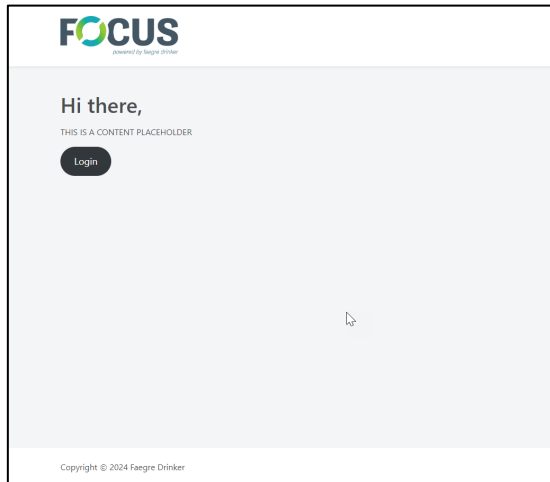 FOCUS
powered by faegre drinker
Hi there,
THIS IS A CONTENT PLACEHOLDER
Login
Copyright © 2024 Faegre Drinker